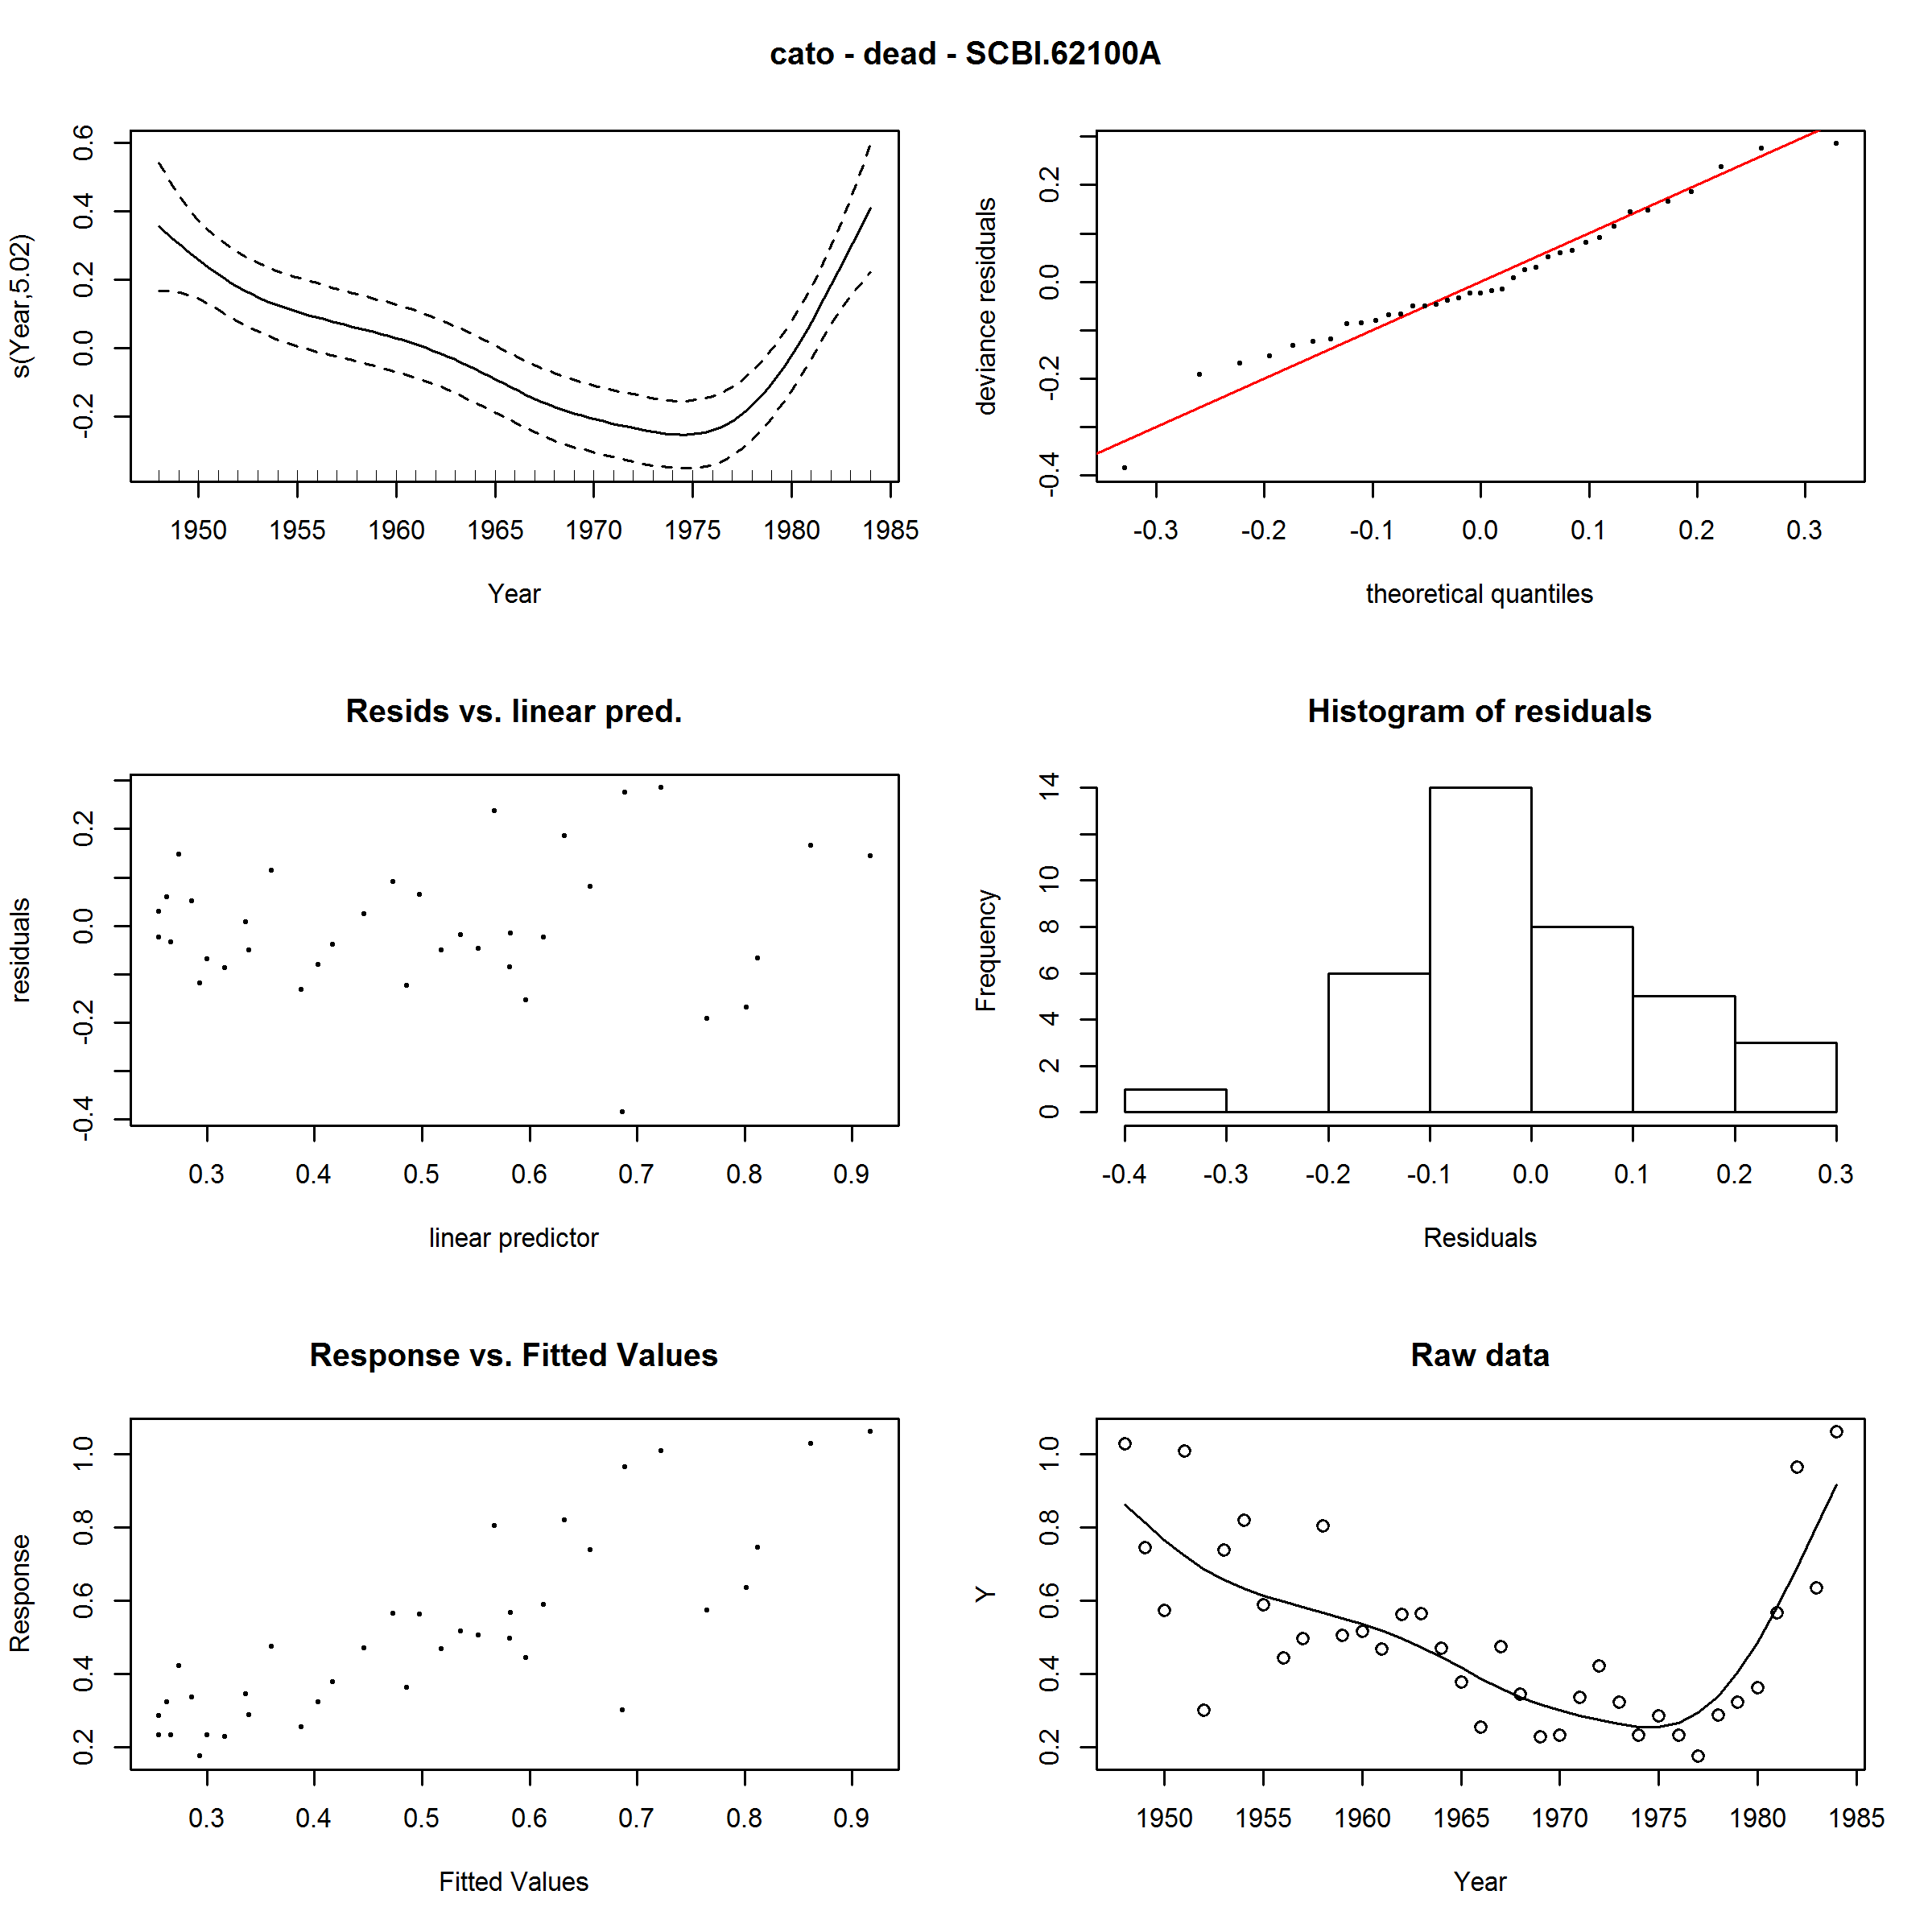 cato - dead - SCBI.62100A
s(Year,5.02)
-0.2 0.0 0.2 0.4 0.6
1950 1955 1960 1965 1970 1975 1980 1985
Year
deviance residuals
-0.4 -0.2 0.0 0.2
-0.3 -0.2 -0.1 0.0 0.1 0.2 0.3
theoretical quantiles
Resids vs. linear pred.
residuals
-0.4 -0.2 0.0 0.2
0.3 0.4 0.5 0.6 0.7 0.8 0.9
linear predictor
Histogram of residuals
Frequency
0 2 4 6 8 10 14
-0.4 -0.3 -0.2 -0.1 0.0 0.1 0.2 0.3
Residuals
Response vs. Fitted Values
Response
0.2 0.4 0.6 0.8 1.0
0.3 0.4 0.5 0.6 0.7 0.8 0.9
Fitted Values
Raw data
Y
0.2 0.4 0.6 0.8 1.0
1950 1955 1960 1965 1970 1975 1980 1985
Year